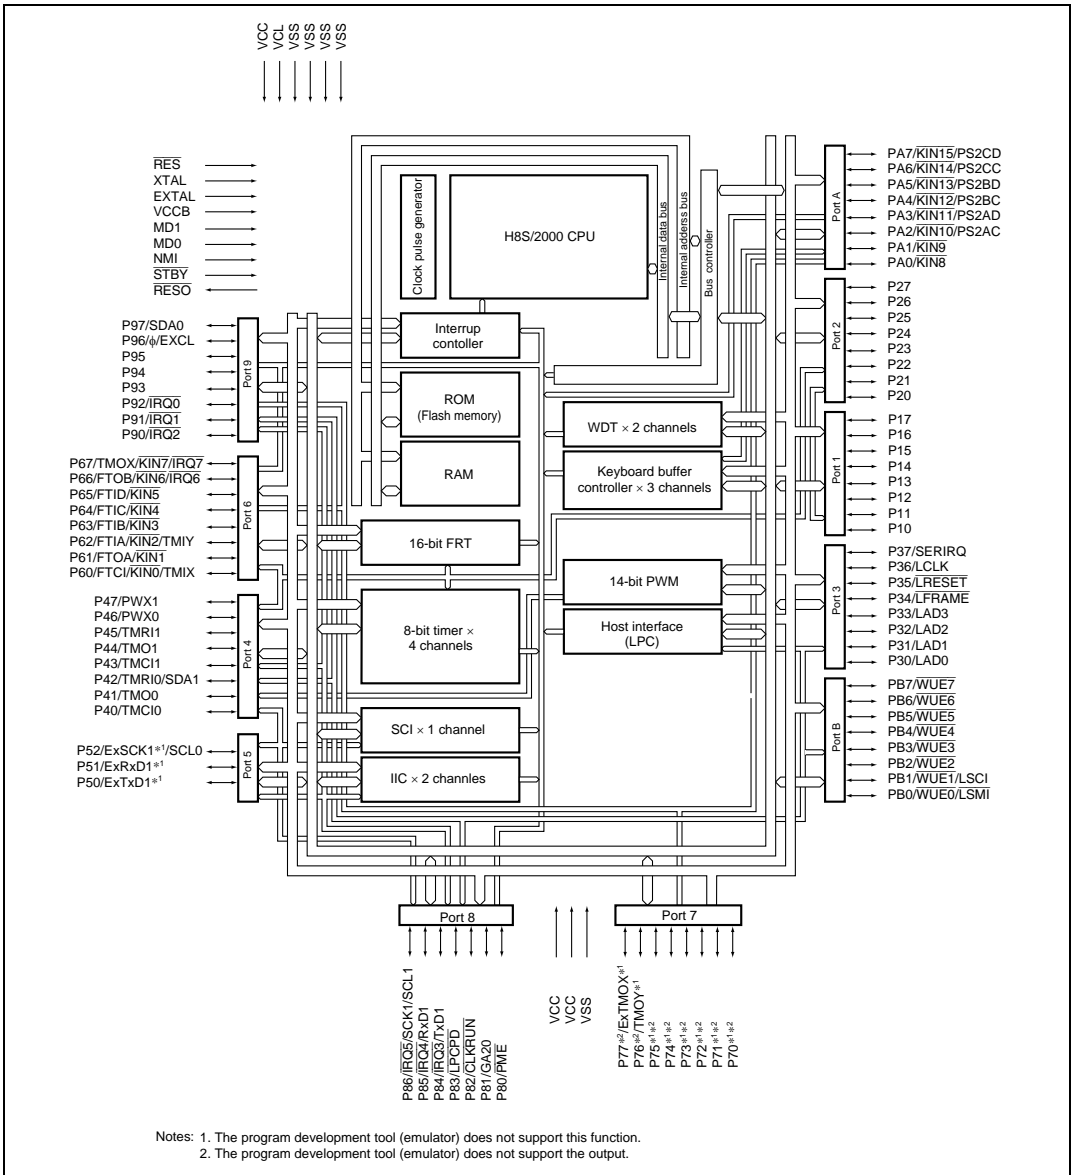 VCC
VCL
VSS
VSS
VSS
VSS
RES
XTAL
EXTAL
VCCB
MD1
MD0
NMI
STBY
RESO
Clock pulse generator
H8S/2000 CPU
Internal data bus
Internal adderss bus
Bus controller
Interrup
contoller
ROM
(Flash memory)
RAM
WDT × 2 channels
Keyboard buffer
controller × 3 channels
16-bit FRT
14-bit PWM
8-bit timer ×
4 channels
Host interface
(LPC)
SCI × 1 channel
IIC × 2 channles
Port 9
P97/SDA0
P96/ϕ/EXCL
P95
P94
P93
P92/IRQ0
P91/IRQ1
P90/IRQ2
Port 6
P67/TMOX/KIN7/IRQ7
P66/FTOB/KIN6/IRQ6
P65/FTID/KIN5
P64/FTIC/KIN4
P63/FTIB/KIN3
P62/FTIA/KIN2/TMIY
P61/FTOA/KIN1
P60/FTCI/KIN0/TMIX
Port 4
P47/PWX1
P46/PWX0
P45/TMRI1
P44/TMO1
P43/TMCI1
P42/TMRI0/SDA1
P41/TMO0
P40/TMCI0
Port 5
P52/ExSCK1*1/SCL0
P51/ExRxD1*1
P50/ExTxD1*1
Port A
PA7/KIN15/PS2CD
PA6/KIN14/PS2CC
PA5/KIN13/PS2BD
PA4/KIN12/PS2BC
PA3/KIN11/PS2AD
PA2/KIN10/PS2AC
PA1/KIN9
PA0/KIN8
Port 2
P27
P26
P25
P24
P23
P22
P21
P20
Port 1
P17
P16
P15
P14
P13
P12
P11
P10
Port 3
P37/SERIRQ
P36/LCLK
P35/LRESET
P34/LFRAME
P33/LAD3
P32/LAD2
P31/LAD1
P30/LAD0
Port B
PB7/WUE7
PB6/WUE6
PB5/WUE5
PB4/WUE4
PB3/WUE3
PB2/WUE2
PB1/WUE1/LSCI
PB0/WUE0/LSMI
Port 8
P86/IRQ5/SCK1/SCL1
P85/IRQ4/RxD1
P84/IRQ3/TxD1
P83/LPCPD
P82/CLKRUN
P81/GA20
P80/PME
VCC
VCC
VSS
Port 7
P77*2/ExTMOX*1
P76*2/TMOY*1
P75*1*2
P74*1*2
P73*1*2
P72*1*2
P71*1*2
P70*1*2
Notes: 1. The program development tool (emulator) does not support this function.
2. The program development tool (emulator) does not support the output.